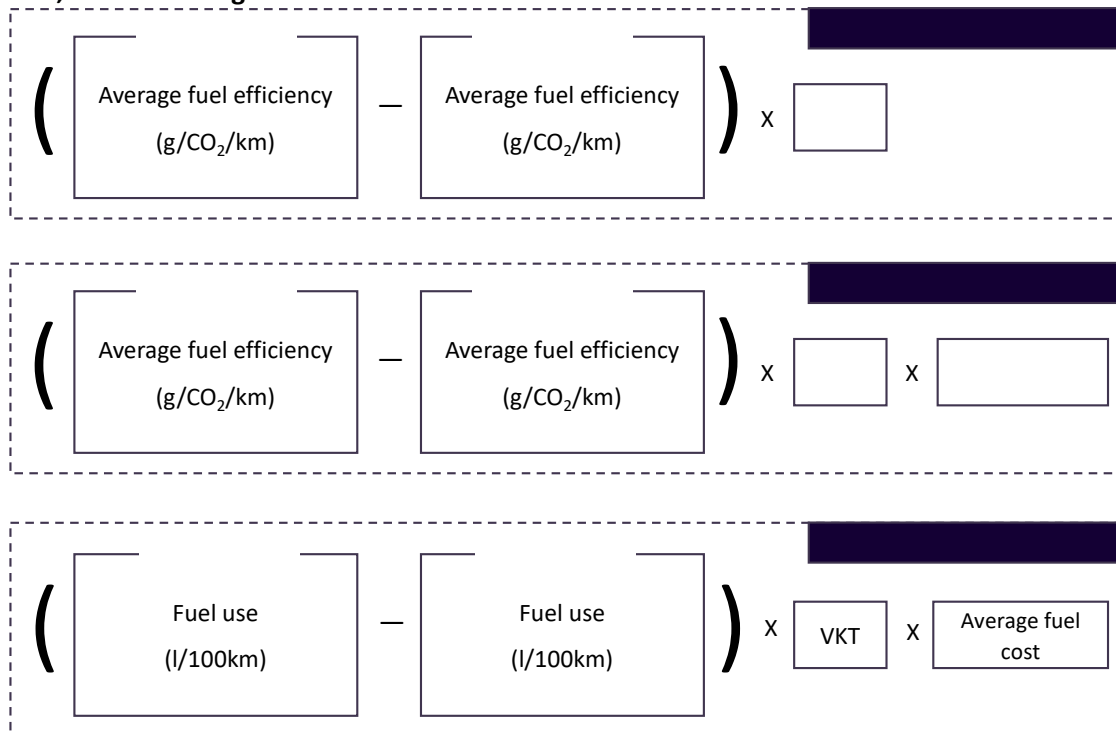 ( Average fuel efficiency — Average fuel efficiency ) x
(g/CO₂/km) (g/CO₂/km)
( Average fuel efficiency — Average fuel efficiency ) x x
(g/CO₂/km) (g/CO₂/km)
( Fuel use — Fuel use ) x VKT x Average fuel cost
(l/100km) (l/100km)